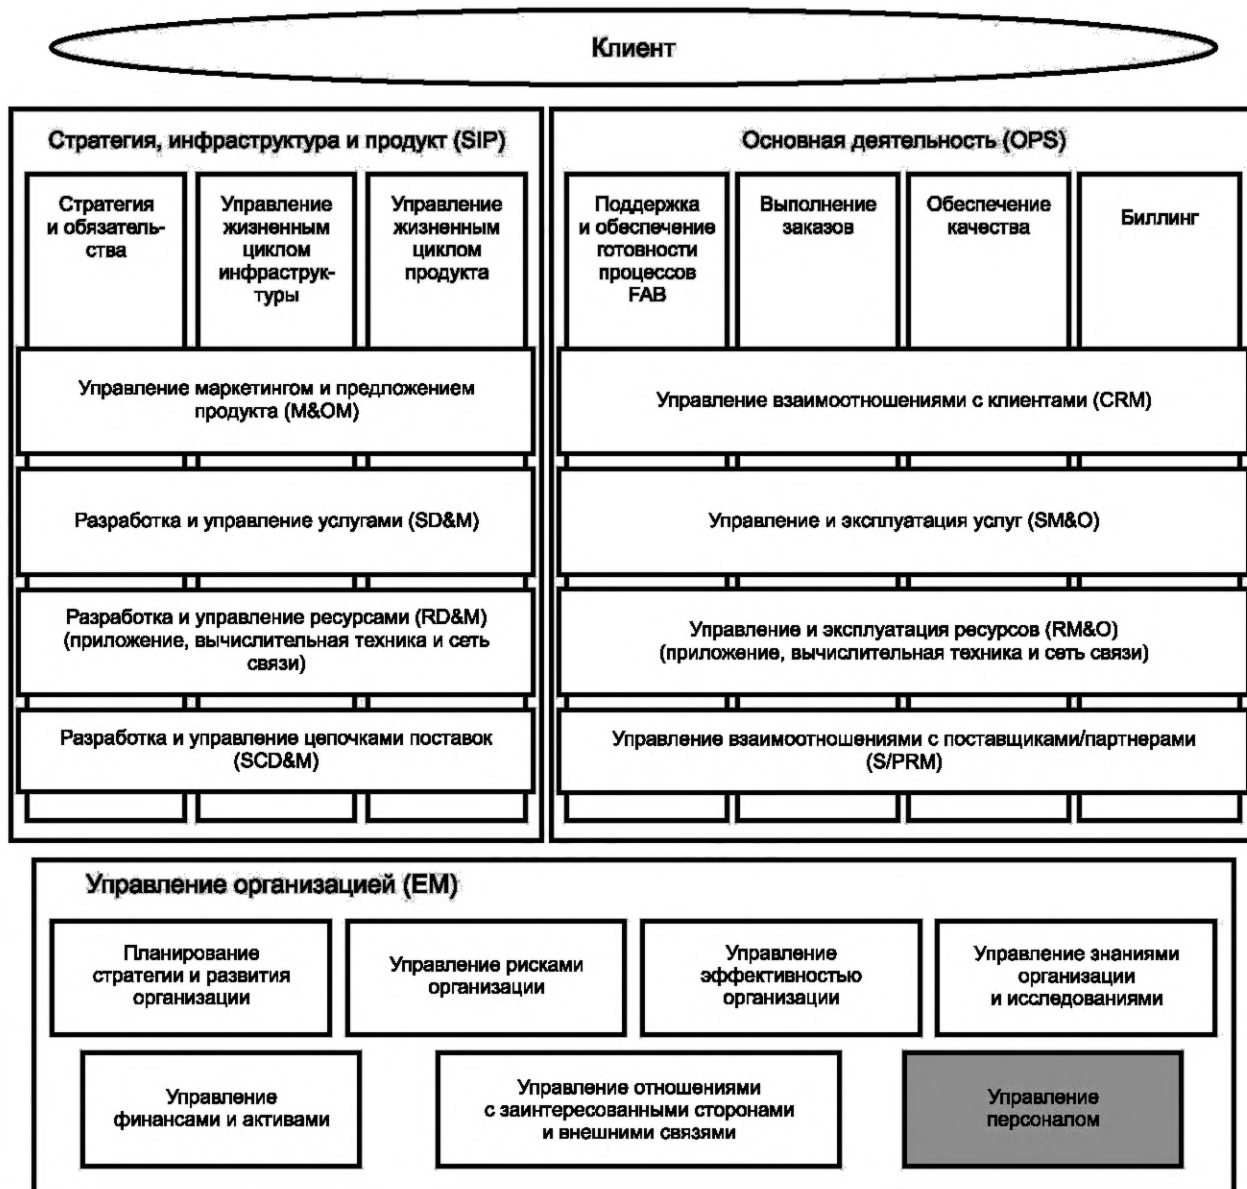 Клиент
Стратегия, инфраструктура и продукт (SIP)
Стратегия
и обязатель-
ства
Управление
жизненным
циклом
инфраструк-
туры
Управление
жизненным
циклом
продукта
Управление маркетингом и предложением
продукта (M&OM)
Разработка и управление услугами (SD&M)
Разработка и управление ресурсами (RD&M)
(приложение, вычислительная техника и сеть
связи)
Разработка и управление цепочками поставок
(SCD&M)
Основная деятельность (OPS)
Поддержка
и обеспечение
готовности
процессов
FAB
Выполнение
заказов
Обеспечение
качества
Биллинг
Управление взаимоотношениями с клиентами (CRM)
Управление и эксплуатация услуг (SM&O)
Управление и эксплуатация ресурсов (RM&O)
(приложение, вычислительная техника и сеть связи)
Управление взаимоотношениями с поставщиками/партнерами
(S/PRM)
Управление организацией (EM)
Планирование
стратегии и развития
организации
Управление рисками
организации
Управление
эффективностью
организации
Управление знаниями
организации
и исследованиями
Управление
финансами и активами
Управление отношениями
с заинтересованными сторонами
и внешними связями
Управление
персоналом